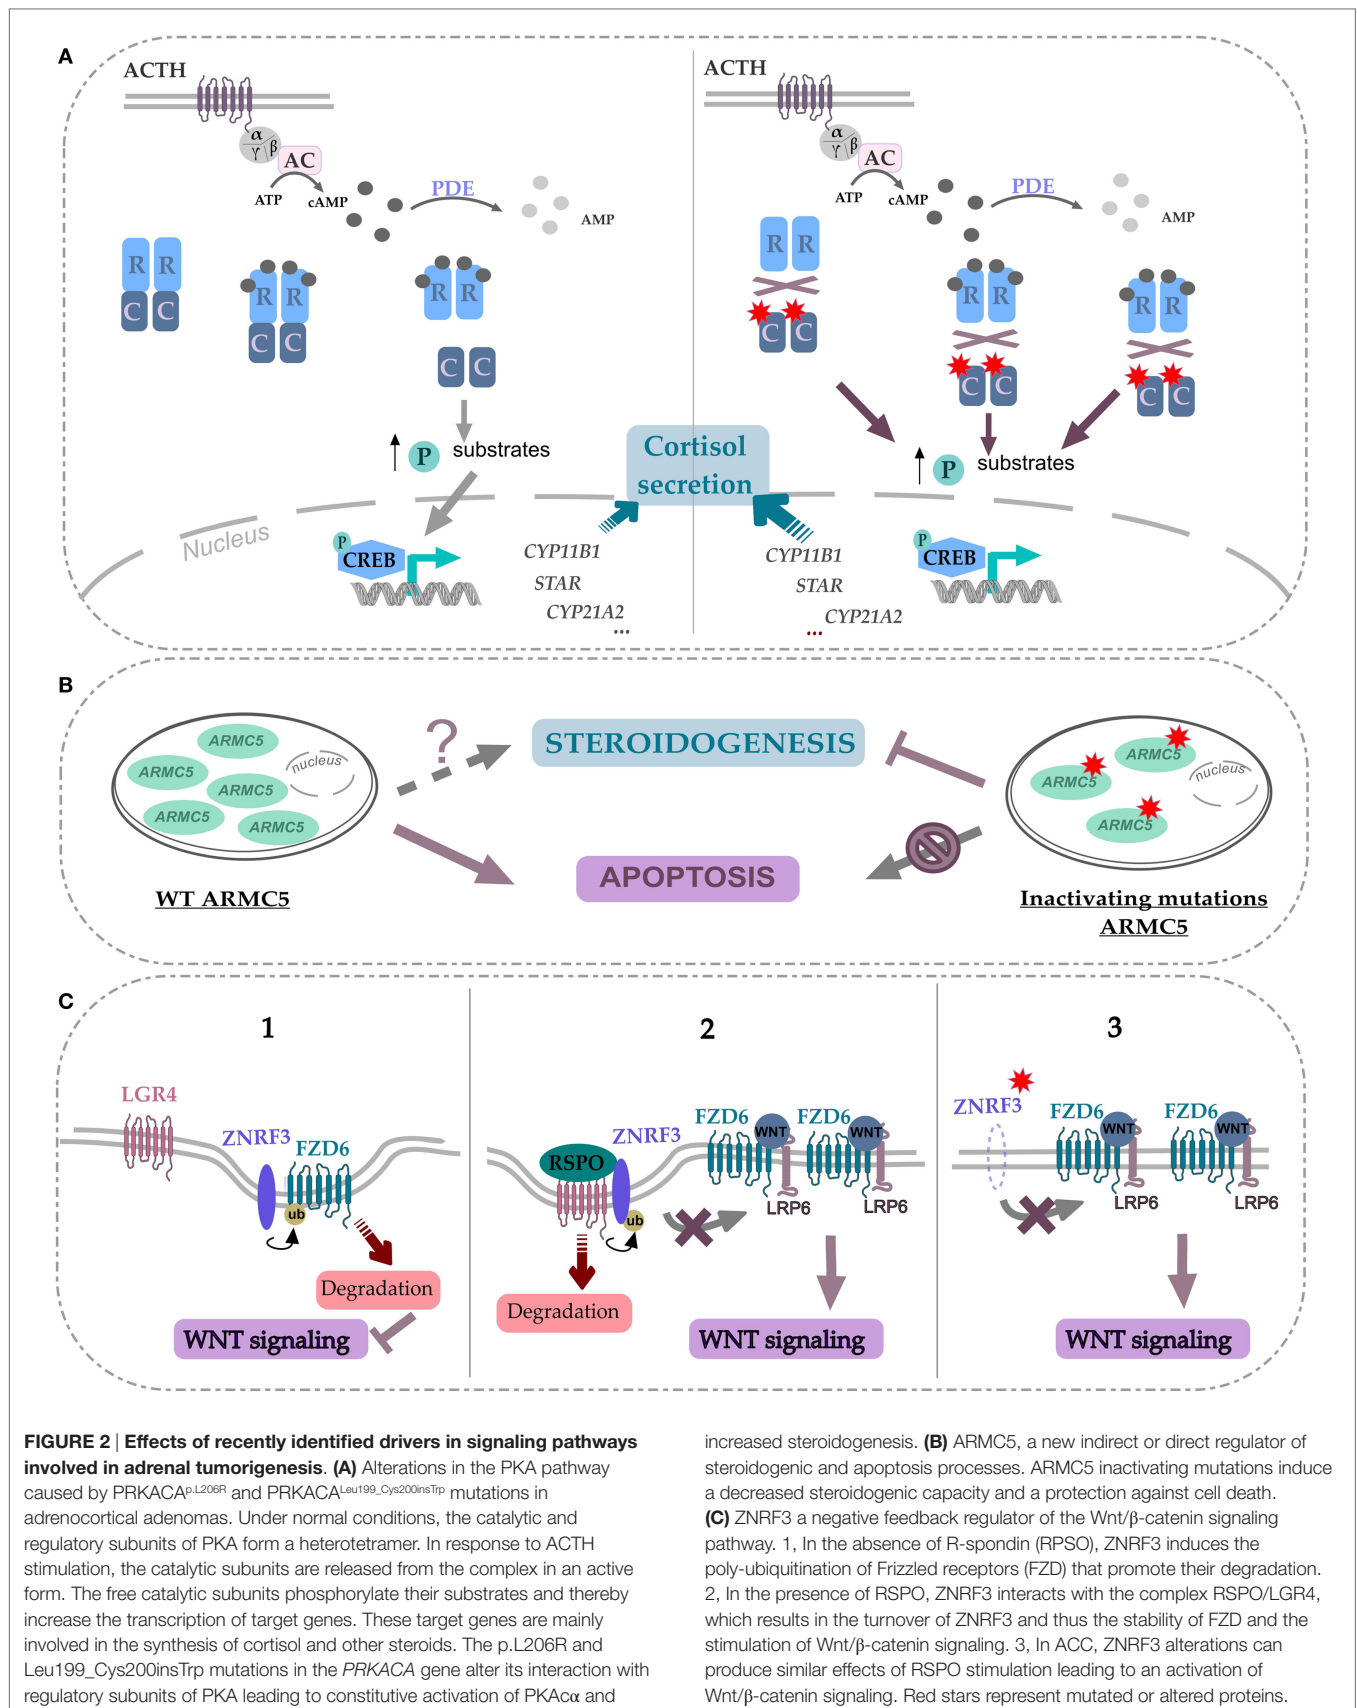 A
ACTH
α
γ
β
AC
ATP
cAMP
PDE
AMP
R R
C C
R R
C C
R R
C C
P
substrates
Nucleus
P
CREB
CYP11B1
STAR
CYP21A2
...
Cortisol
secretion
ACTH
α
γ
β
AC
ATP
cAMP
PDE
AMP
R R
C C
R R
C C
R R
C C
P
substrates
P
CREB
CYP11B1
STAR
CYP21A2
...
B
ARMC5
ARMC5
ARMC5
ARMC5
ARMC5
ARMC5
nucleus
WT ARMC5
?
STEROIDOGENESIS
APOPTOSIS
ARMC5
ARMC5
ARMC5
nucleus
Inactivating mutations
ARMC5
C
1
LGR4
ZNRF3
FZD6
ub
Degradation
WNT signaling
2
RSPO
ZNRF3
ub
Degradation
FZD6
WNT
LRP6
FZD6
WNT
LRP6
WNT signaling
3
ZNRF3
FZD6
WNT
LRP6
FZD6
WNT
LRP6
WNT signaling
FIGURE 2 | Effects of recently identified drivers in signaling pathways
involved in adrenal tumorigenesis. (A) Alterations in the PKA pathway
caused by PRKACAp.L206R and PRKACALeu199_Cys200insTrp mutations in
adrenocortical adenomas. Under normal conditions, the catalytic and
regulatory subunits of PKA form a heterotetramer. In response to ACTH
stimulation, the catalytic subunits are released from the complex in an active
form. The free catalytic subunits phosphorylate their substrates and thereby
increase the transcription of target genes. These target genes are mainly
involved in the synthesis of cortisol and other steroids. The p.L206R and
Leu199_Cys200insTrp mutations in the PRKACA gene alter its interaction with
regulatory subunits of PKA leading to constitutive activation of PKAcα and
increased steroidogenesis. (B) ARMC5, a new indirect or direct regulator of
steroidogenic and apoptosis processes. ARMC5 inactivating mutations induce
a decreased steroidogenic capacity and a protection against cell death.
(C) ZNRF3 a negative feedback regulator of the Wnt/β-catenin signaling
pathway. 1, In the absence of R-spondin (RPSO), ZNRF3 induces the
poly-ubiquitination of Frizzled receptors (FZD) that promote their degradation.
2, In the presence of RSPO, ZNRF3 interacts with the complex RSPO/LGR4,
which results in the turnover of ZNRF3 and thus the stability of FZD and the
stimulation of Wnt/β-catenin signaling. 3, In ACC, ZNRF3 alterations can
produce similar effects of RSPO stimulation leading to an activation of
Wnt/β-catenin signaling. Red stars represent mutated or altered proteins.